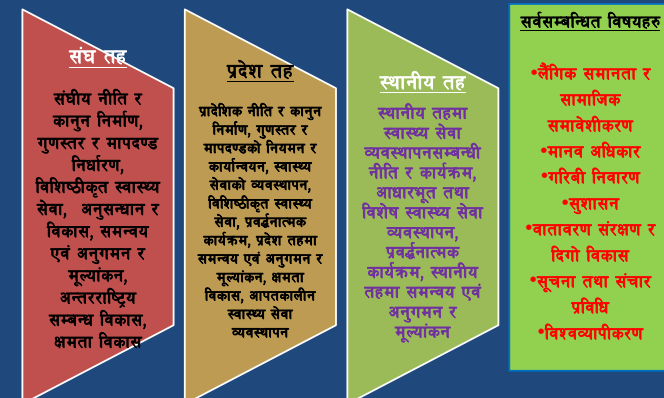 संघ तह
संघीय नीति र
कानुन निर्माण,
गुणस्तर र मापदण्ड
निर्धारण,
विशिष्ठीकृत स्वास्थ्य
सेवा, अनुसन्धान र
विकास, समन्वय
एवं अनुगमन र
मूल्यांकन,
अन्तरराष्ट्रिय
सम्बन्ध विकास,
क्षमता विकास
प्रदेश तह
प्रादेशिक नीति र कानुन
निर्माण, गुणस्तर र
मापदण्डको नियमन र
कार्यान्वयन, स्वास्थ्य
सेवाको व्यवस्थापन,
विशिष्ठीकृत स्वास्थ्य
सेवा, प्रवर्द्धनात्मक
कार्यक्रम, प्रदेश तहमा
समन्वय एवं अनुगमन र
मूल्यांकन, क्षमता
विकास, आपतकालीन
स्वास्थ्य सेवा
व्यवस्थापन
स्थानीय तह
स्थानीय तहमा
स्वास्थ्य सेवा
व्यवस्थापनसम्बन्धी
नीति र कार्यक्रम,
आधारभूत तथा
विशेष स्वास्थ्य सेवा
व्यवस्थापन,
प्रवर्द्धनात्मक
कार्यक्रम, स्थानीय
तहमा समन्वय एवं
अनुगमन र
मूल्यांकन
सर्वसम्बन्धित विषयहरु
•लैंगिक समानता र
सामाजिक
समावेशीकरण
•मानव अधिकार
•गरिबी निवारण
•सुशासन
•वातावरण संरक्षण र
दिगो विकास
•सूचना तथा संचार
प्रविधि
•विश्वव्यापीकरण